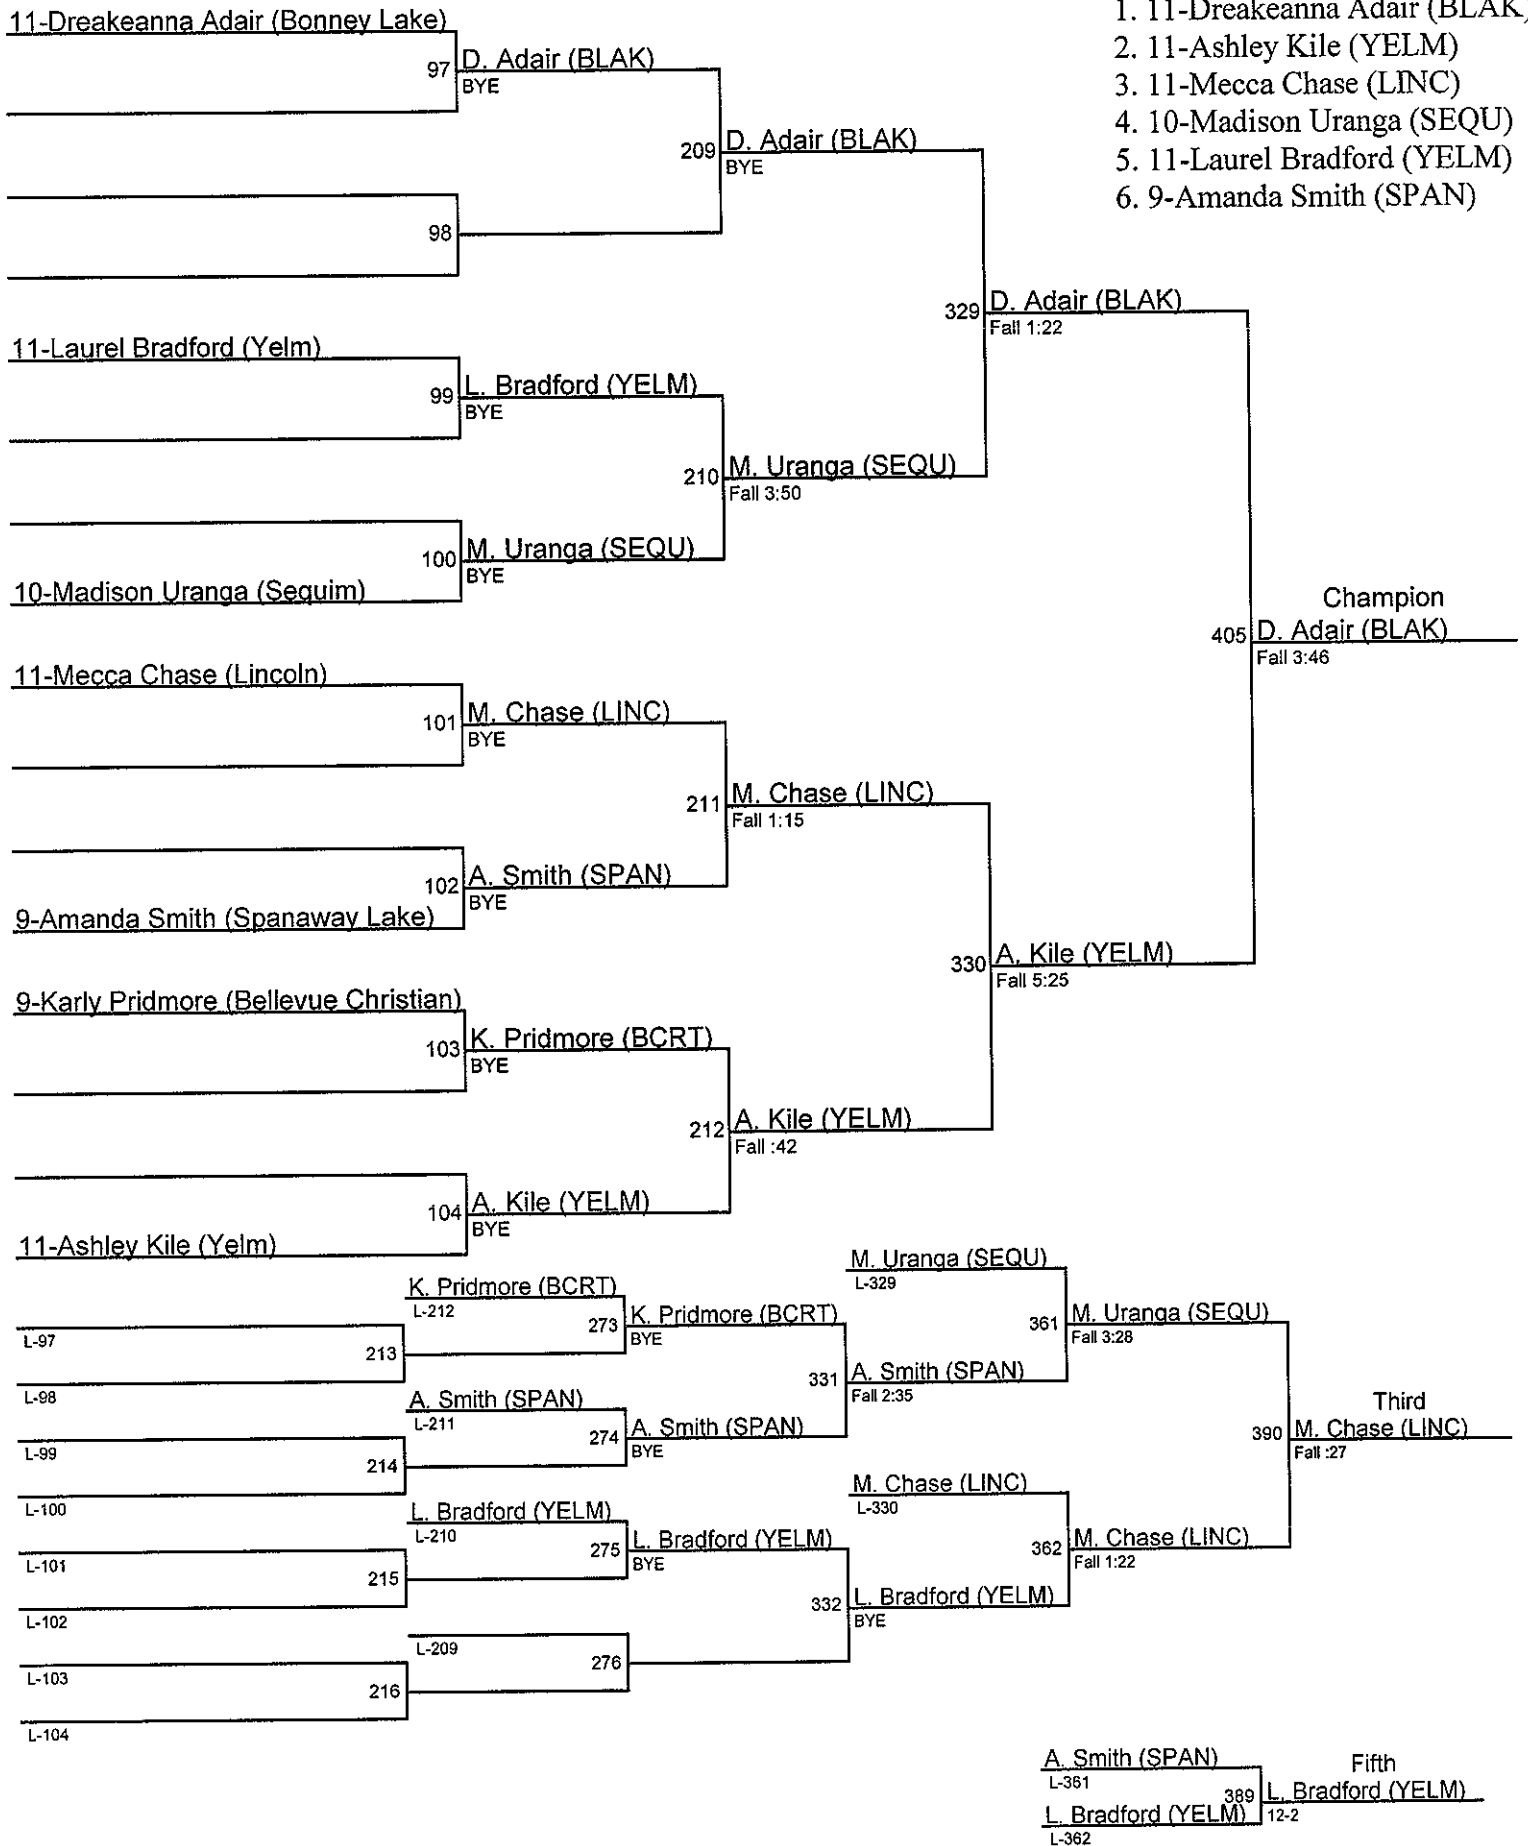 11-Dreakeanna Adair (Bonney Lake)
97
D. Adair (BLAK)
BYE
98
209
D. Adair (BLAK)
BYE
11-Laurel Bradford (Yelm)
99
L. Bradford (YELM)
BYE
210
M. Uranga (SEQU)
Fall 3:50
100
M. Uranga (SEQU)
BYE
10-Madison Uranga (Sequim)
329
D. Adair (BLAK)
Fall 1:22
11-Mecca Chase (Lincoln)
101
M. Chase (LINC)
BYE
211
M. Chase (LINC)
Fall 1:15
102
A. Smith (SPAN)
BYE
9-Amanda Smith (Spanaway Lake)
330
A. Kile (YELM)
Fall 5:25
9-Karly Pridmore (Bellevue Christian)
103
K. Pridmore (BCRT)
BYE
212
A. Kile (YELM)
Fall :42
104
A. Kile (YELM)
BYE
11-Ashley Kile (Yelm)
Champion
405
D. Adair (BLAK)
Fall 3:46
1. 11-Dreakeanna Adair (BLAK)
2. 11-Ashley Kile (YELM)
3. 11-Mecca Chase (LINC)
4. 10-Madison Uranga (SEQU)
5. 11-Laurel Bradford (YELM)
6. 9-Amanda Smith (SPAN)
K. Pridmore (BCRT)
L-212
L-97
213
L-98
273
K. Pridmore (BCRT)
BYE
A. Smith (SPAN)
L-211
L-99
214
L-100
274
A. Smith (SPAN)
BYE
331
A. Smith (SPAN)
Fall 2:35
M. Uranga (SEQU)
L-329
361
M. Uranga (SEQU)
Fall 3:28
L. Bradford (YELM)
L-210
L-101
215
L-102
275
L. Bradford (YELM)
BYE
L-209
L-103
216
L-104
276
332
L. Bradford (YELM)
BYE
M. Chase (LINC)
L-330
362
M. Chase (LINC)
Fall 1:22
Third
390
M. Chase (LINC)
Fall :27
A. Smith (SPAN)
L-361
389
L. Bradford (YELM)
L-362
Fifth
L. Bradford (YELM)
12-2